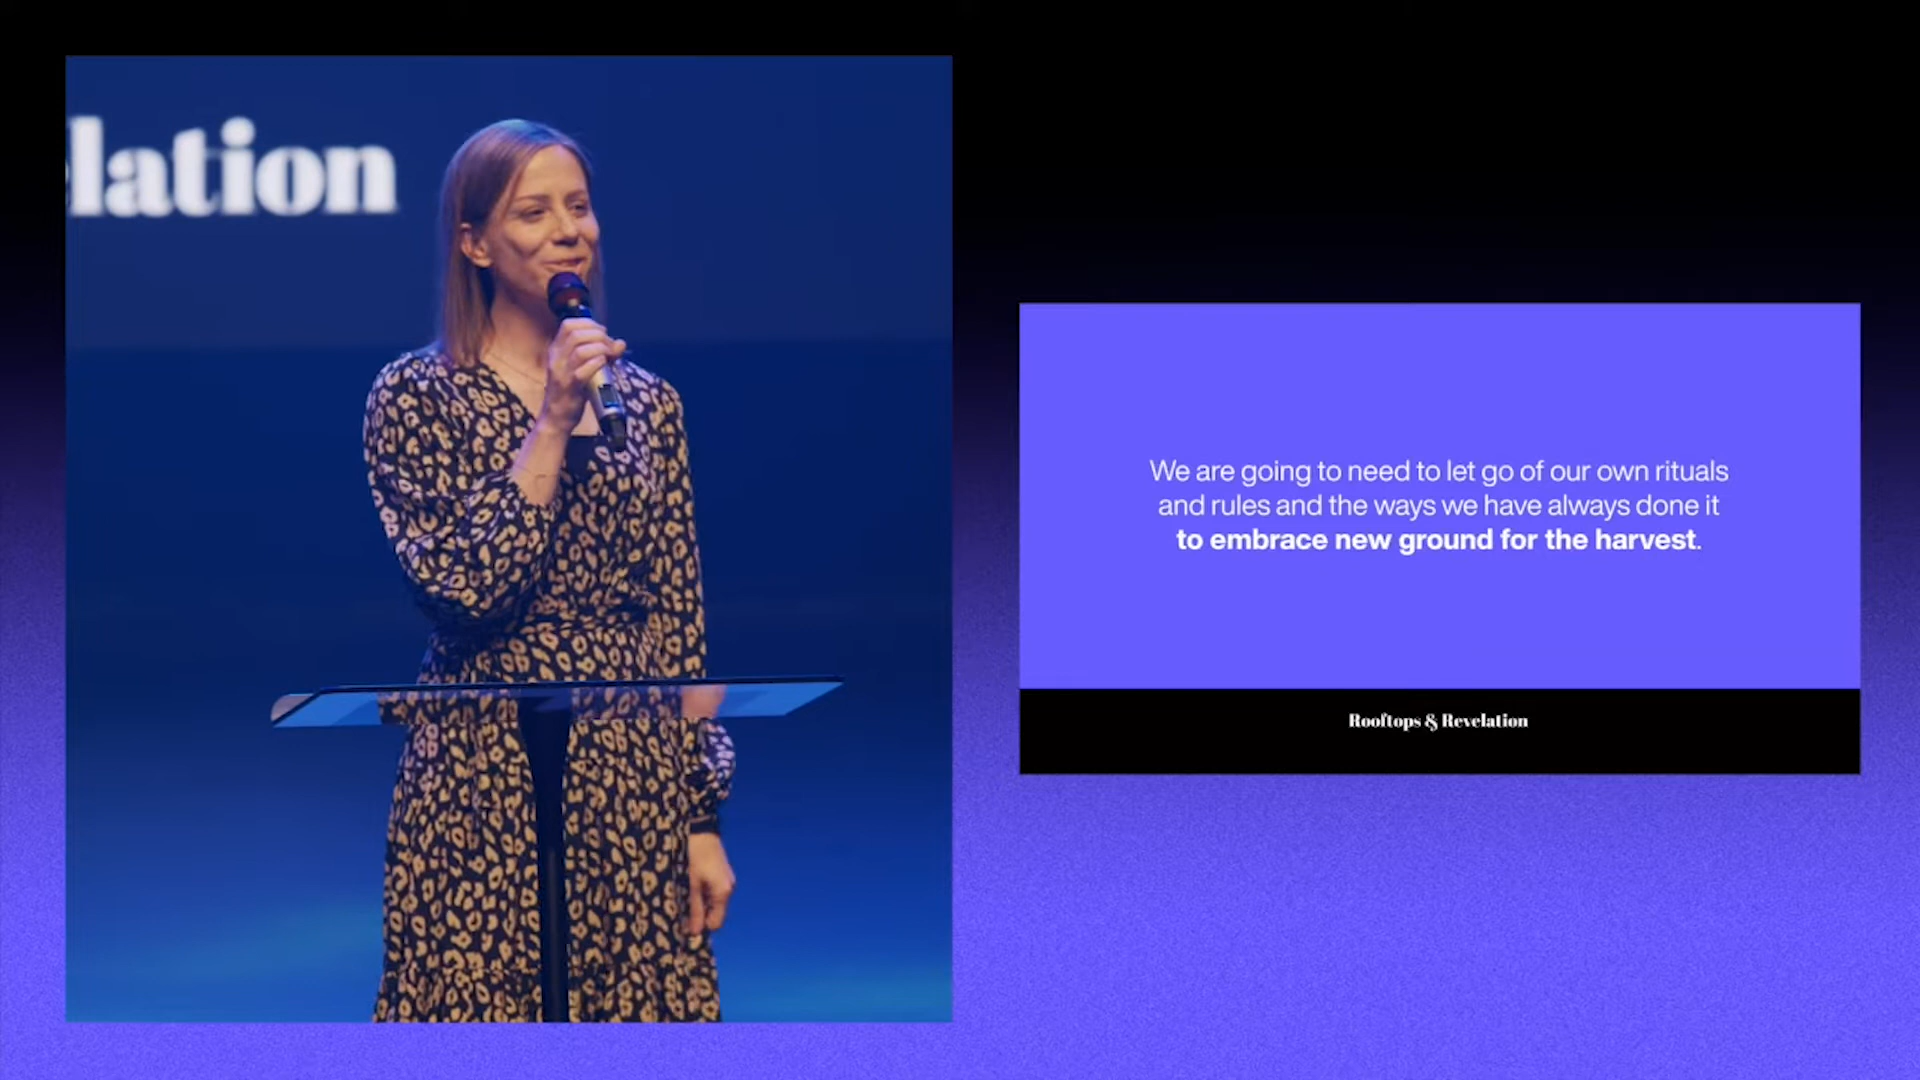 elation
We are going to need to let go of our own rituals
and rules and the ways we have always done it
to embrace new ground for the harvest.
Rooftops & Revelation